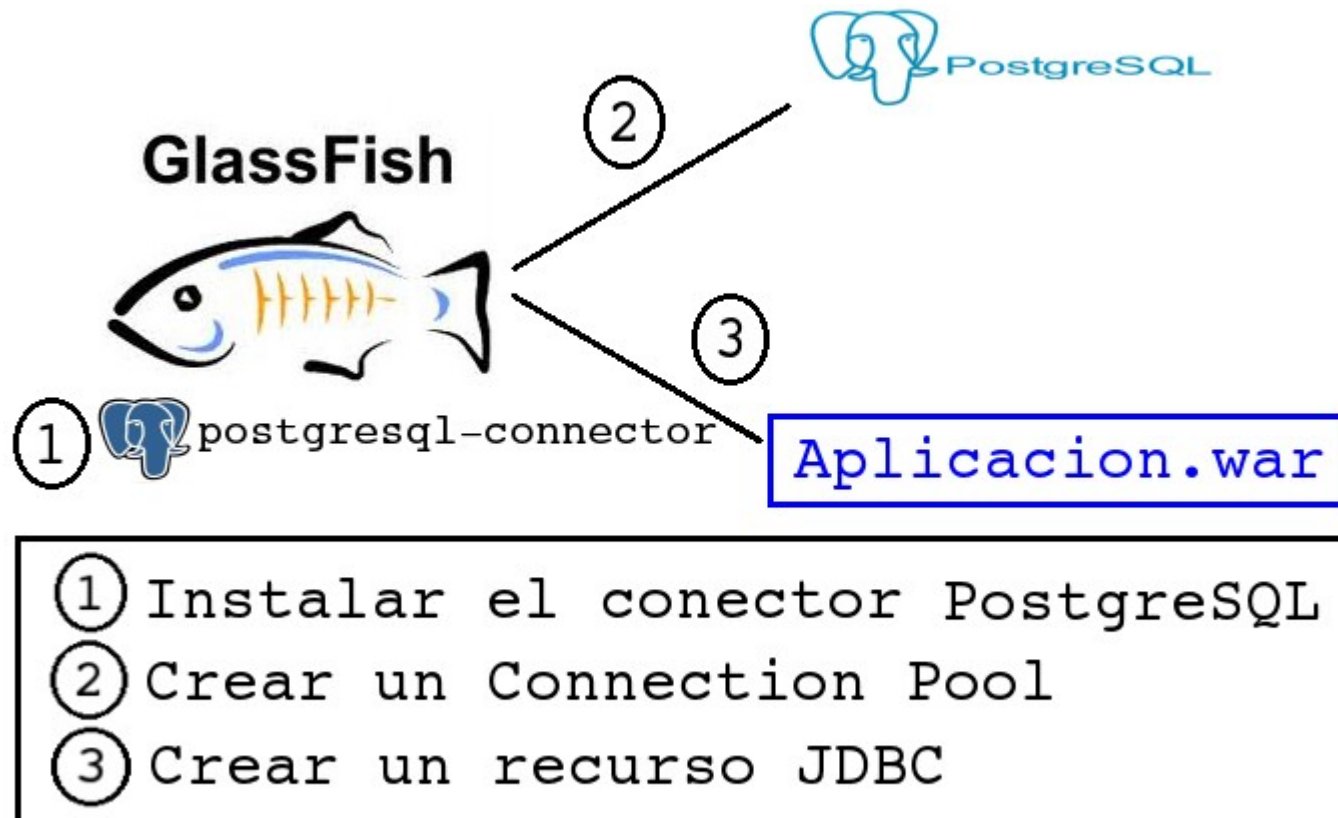 PostgreSQL
2
GlassFish
3
1 postgresql-connector
Aplicacion.war
1 Instalar el conector PostgreSQL
2 Crear un Connection Pool
3 Crear un recurso JDBC